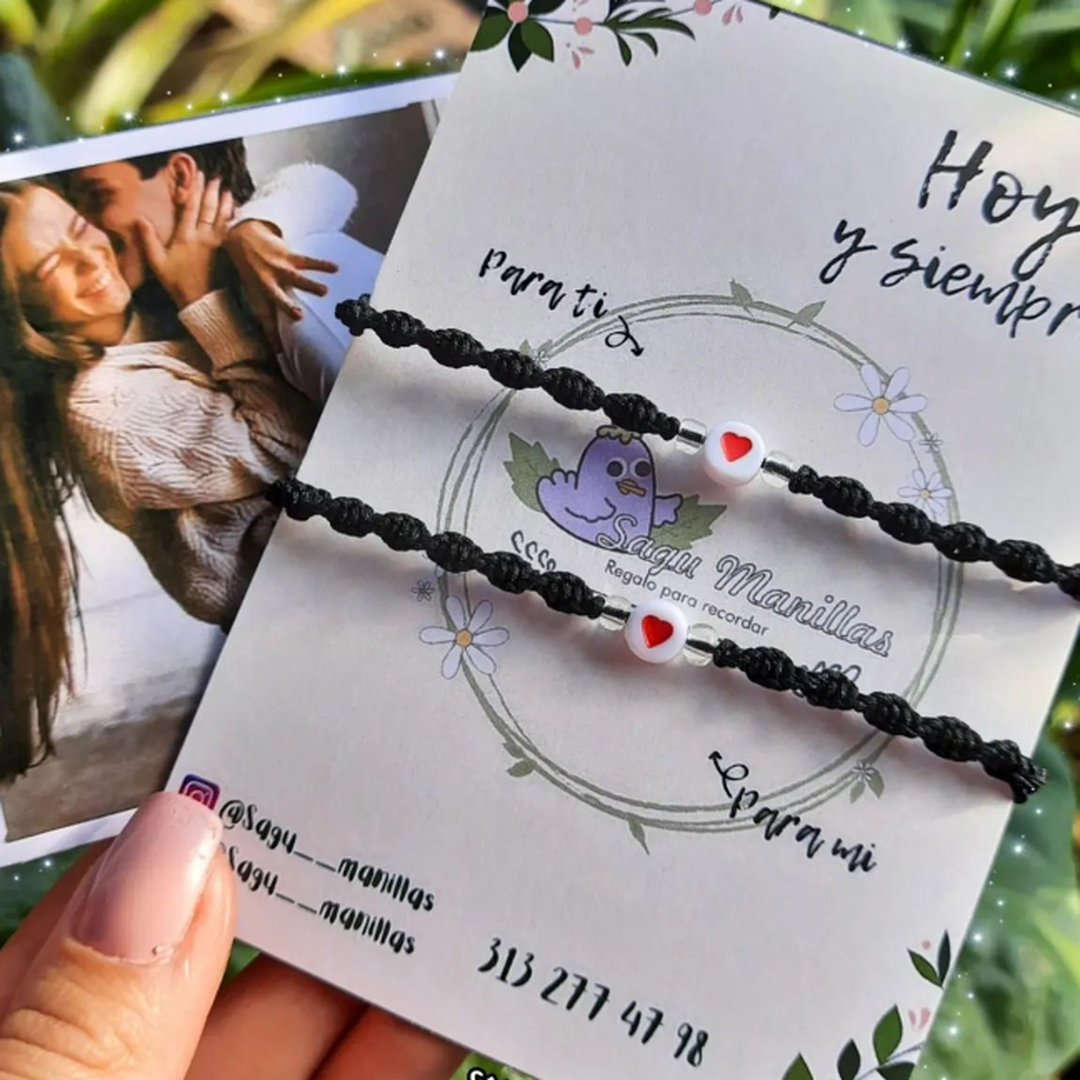 Hoy
y siempr
para ti
Sagu Manillas
Regalo para recordar
para mi
@Sagu__manillas
@Sagu__manillas
313 277 47 98